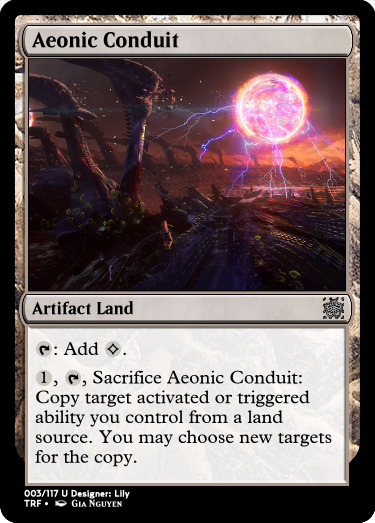 Aeonic Conduit
Artifact Land
: Add .
1, , Sacrifice Aeonic Conduit:
Copy target activated or triggered
ability you control from a land
source. You may choose new targets
for the copy.
003/117 U Designer: Lily
TRF • Gia Nguyen